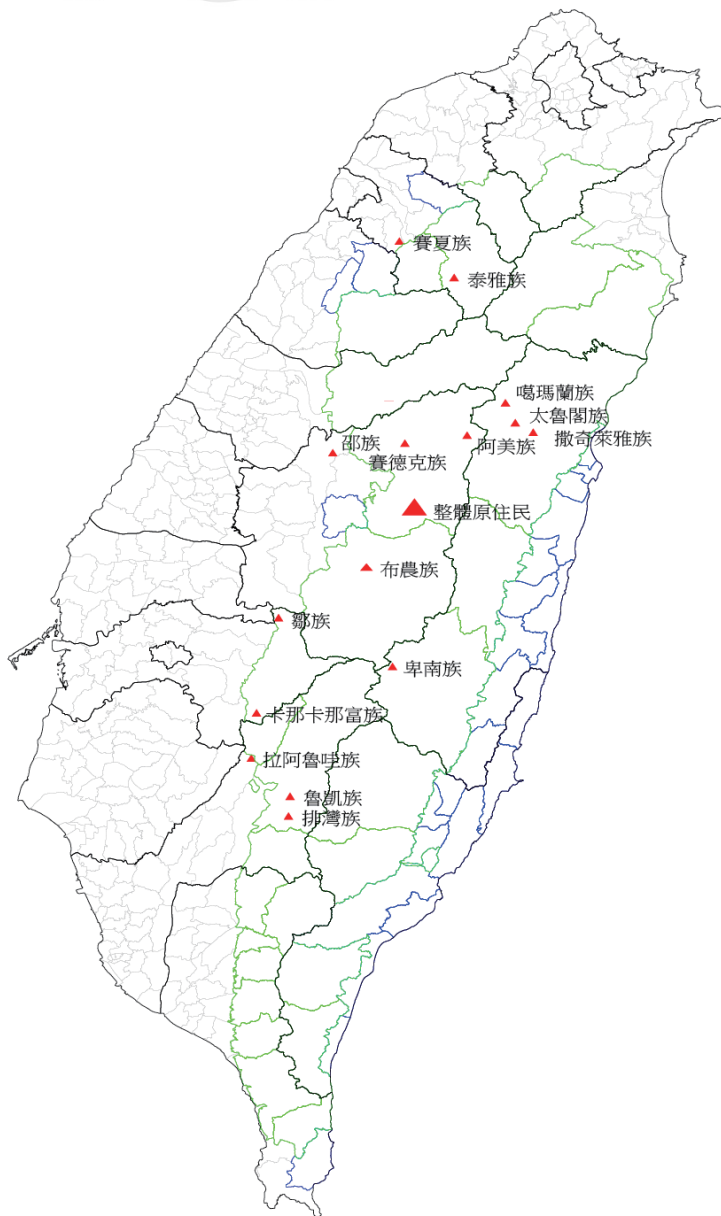 賽夏族
泰雅族
噶瑪蘭族
太魯閣族
撒奇萊雅族
阿美族
邵族
賽德克族
整體原住民
布農族
鄒族
卑南族
卡那卡那富族
拉阿魯哇族
魯凱族
排灣族